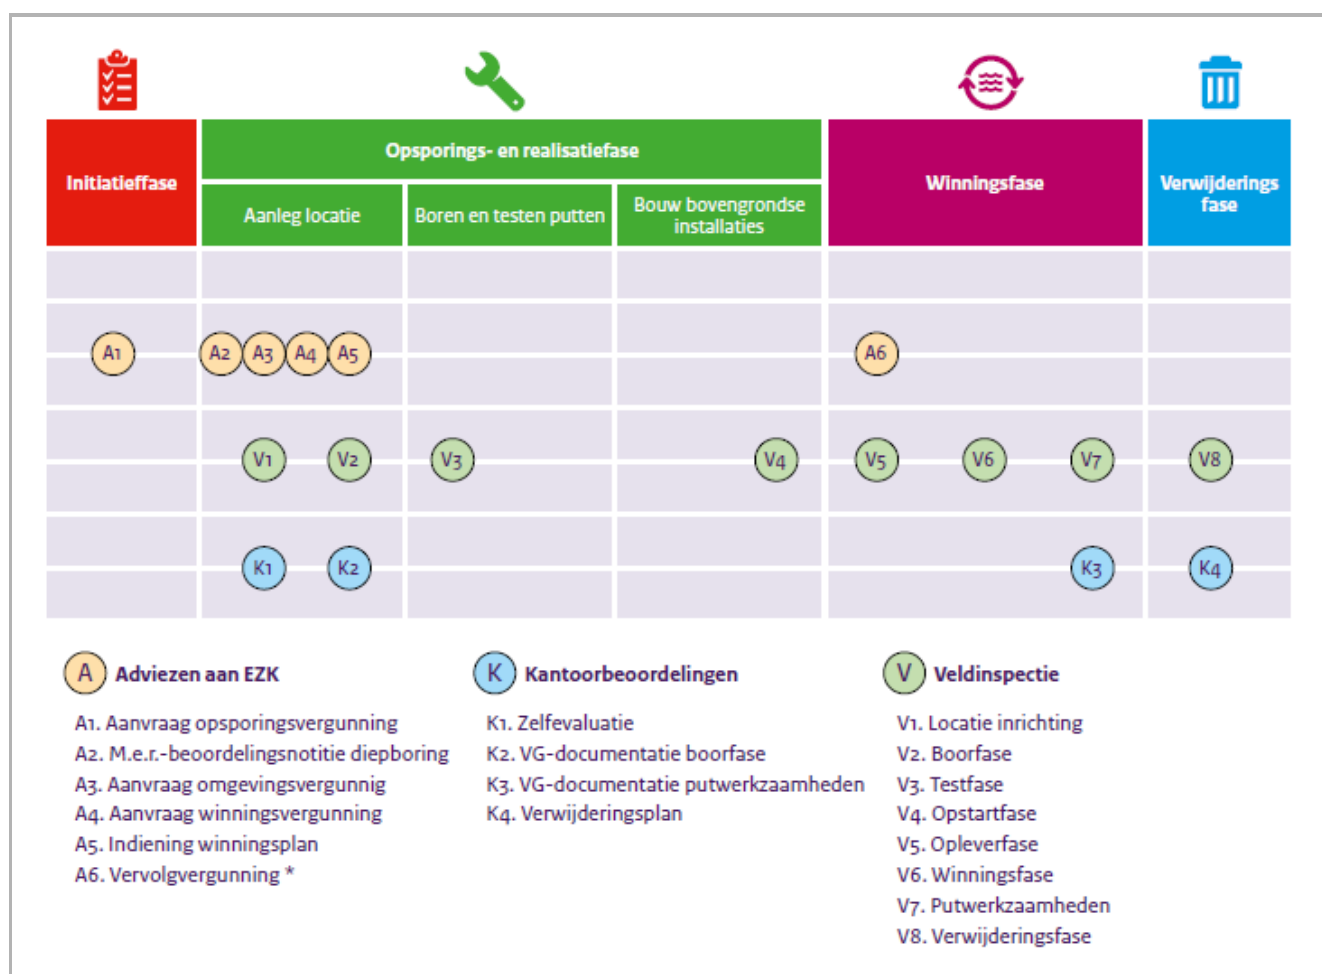 Initiatieffase
Opsporings- en realisatiefase
Aanleg locatie
Boren en testen putten
Bouw bovengrondse
installaties
Winningsfase
Verwijderings
fase
A1
A2
A3
A4
A5
A6
V1
V2
V3
V4
V5
V6
V7
V8
K1
K2
K3
K4
A Adviezen aan EZK
A1. Aanvraag opsporingsvergunning
A2. M.e.r.-beoordelingsnotitie diepboring
A3. Aanvraag omgevingsvergunnig
A4. Aanvraag winningsvergunning
A5. Indiening winningsplan
A6. Vervolgvergunning *
K Kantoorbeoordelingen
K1. Zelfevaluatie
K2. VG-documentatie boorfase
K3. VG-documentatie putwerkzaamheden
K4. Verwijderingsplan
V Veldinspectie
V1. Locatie inrichting
V2. Boorfase
V3. Testfase
V4. Opstartfase
V5. Opleverfase
V6. Winningsfase
V7. Putwerkzaamheden
V8. Verwijderingsfase